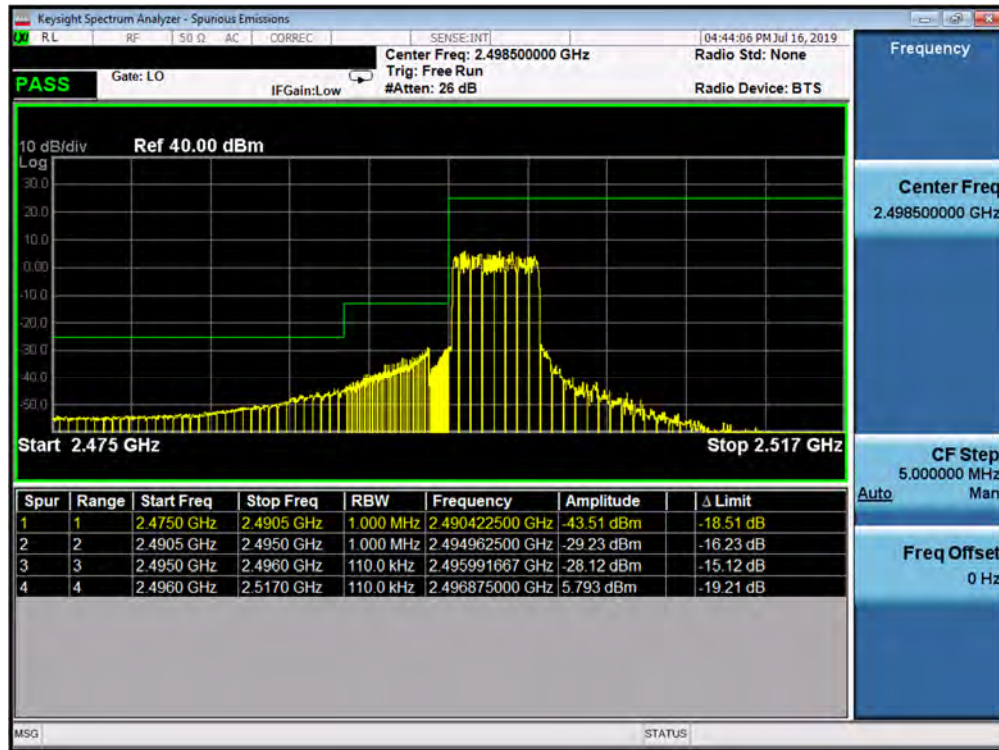 Keysight Spectrum Analyzer - Spurious Emissions
LXI RL RF 50 Ω AC CORREC SENSE:INT 04:44:06 PM Jul 16, 2019
Center Freq: 2.498500000 GHz Radio Std: None
PASS Gate: LO Trig: Free Run
IFGain:Low #Atten: 26 dB Radio Device: BTS
10 dB/div Ref 40.00 dBm
Log
30.0
20.0
10.0
0.00
-10.0
-20.0
-30.0
-40.0
-50.0
Start 2.475 GHz Stop 2.517 GHz
Spur Range Start Freq Stop Freq RBW Frequency Amplitude Δ Limit
1 1 2.4750 GHz 2.4905 GHz 1.000 MHz 2.490422500 GHz -43.51 dBm -18.51 dB
2 2 2.4905 GHz 2.4950 GHz 1.000 MHz 2.494962500 GHz -29.23 dBm -16.23 dB
3 3 2.4950 GHz 2.4960 GHz 110.0 kHz 2.495991667 GHz -28.12 dBm -15.12 dB
4 4 2.4960 GHz 2.5170 GHz 110.0 kHz 2.496875000 GHz 5.793 dBm -19.21 dB
MSG STATUS
Frequency
Center Freq
2.498500000 GHz
CF Step
5.000000 MHz
Auto Man
Freq Offset
0 Hz